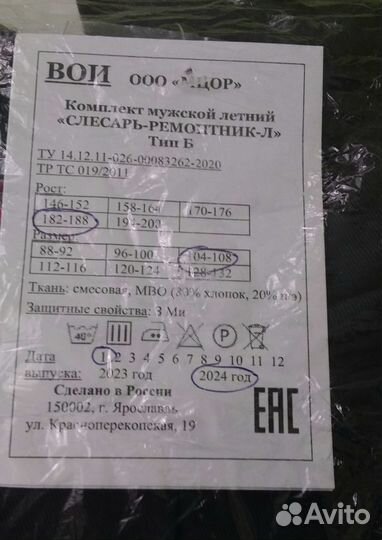 ВОИ ООО «МЦОР»
Комплект мужской летний
«СЛЕСАРЬ-РЕМОНТНИК-Л»
Тип Б
ТУ 14.12.11-026-00083262-2020
ТР ТС 019/2011
Рост:
146-152 158-164 170-176
182-188 194-200
Размер:
88-92 96-100 104-108
112-116 120-124 128-132
Ткань: смесовая, МВО (80% хлопок, 20% п/э)
Защитные свойства: З Ми
40° P
Дата 1 2 3 4 5 6 7 8 9 10 11 12
выпуска: 2023 год 2024 год
Сделано в России
150002, г. Ярославль
ул. Красноперекопская, 19
ЕАС
Avito